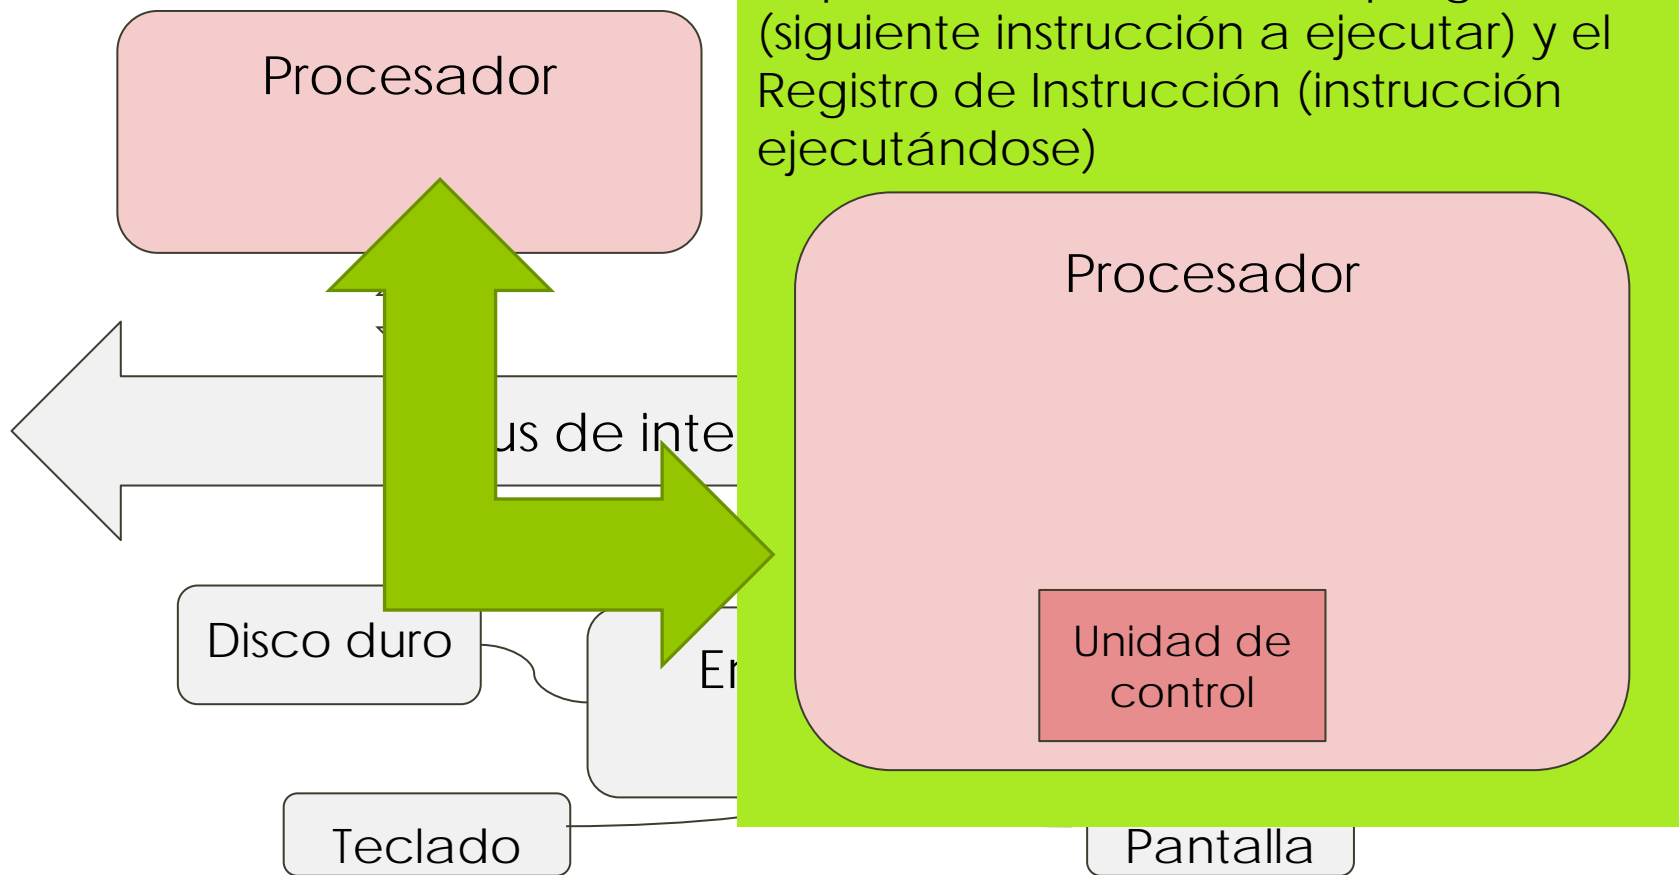 (siguiente instrucción a ejecutar) y el
Registro de Instrucción (instrucción
ejecutándose)
Procesador
Procesador
us de inte
Disco duro
Unidad de
control
Teclado
Pantalla